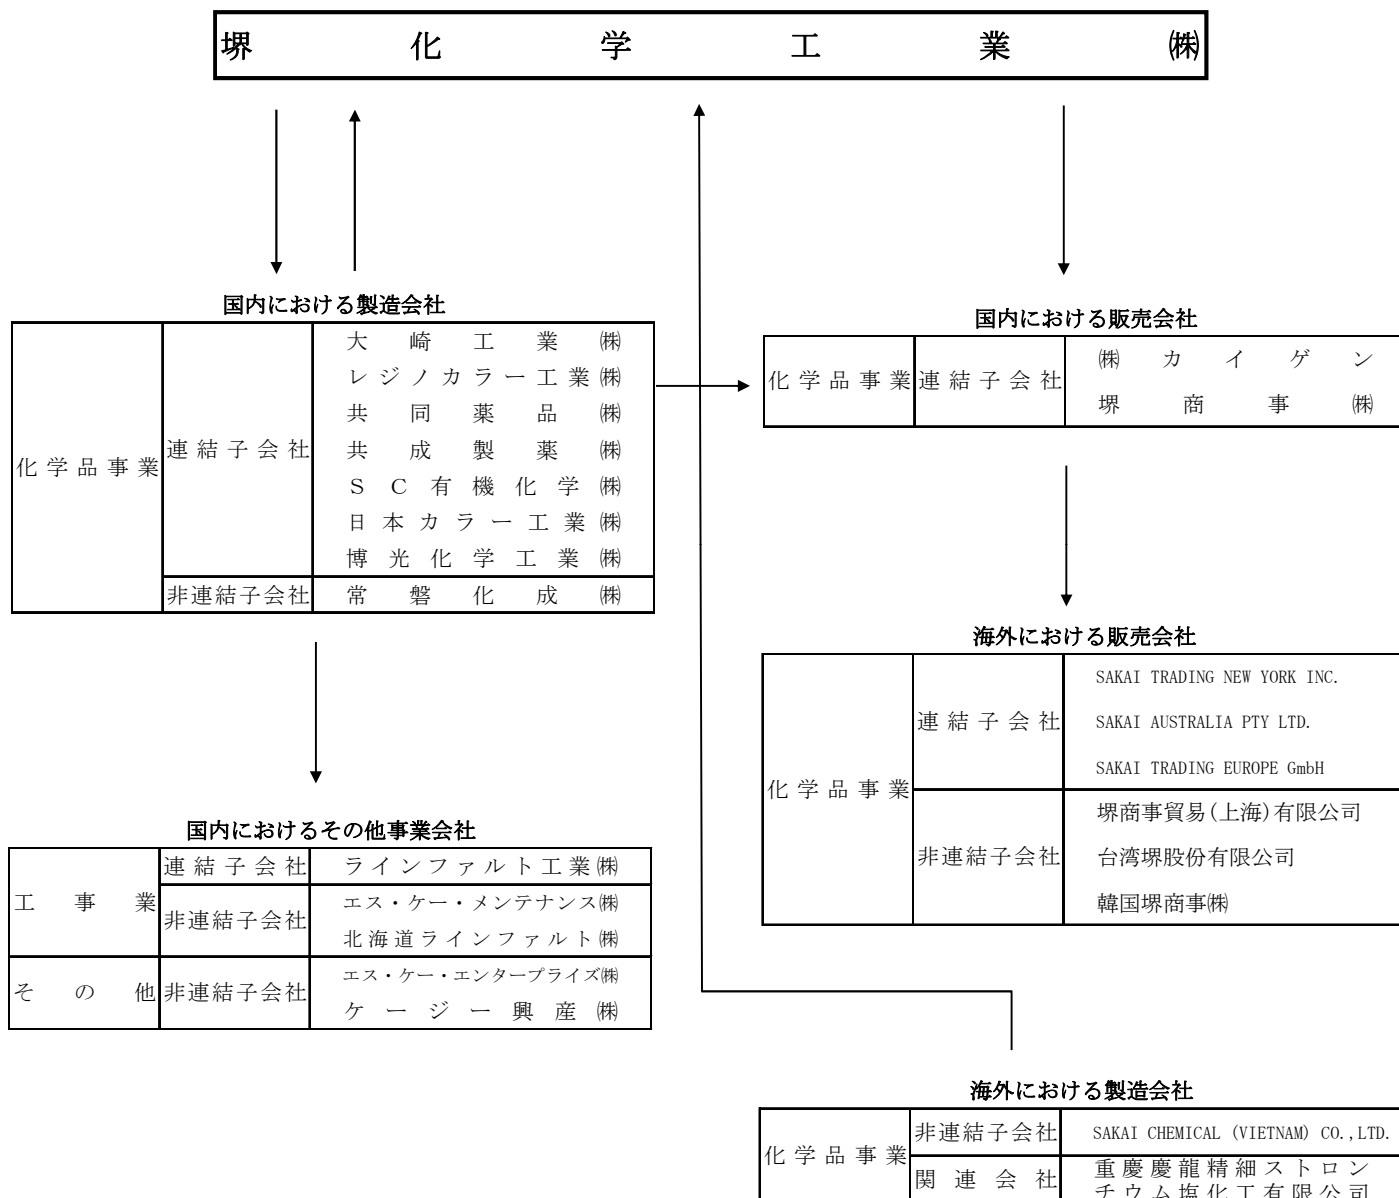 堺化学工業㈱
国内における製造会社
化学品事業
連結子会社
大崎工業㈱
レジノカラー工業㈱
共同薬品㈱
共成製薬㈱
SC有機化学㈱
日本カラー工業㈱
博光化学工業㈱
非連結子会社
常磐化成㈱
国内における販売会社
化学品事業
連結子会社
㈱カイゲン
堺商事㈱
海外における販売会社
化学品事業
連結子会社
SAKAI TRADING NEW YORK INC.
SAKAI AUSTRALIA PTY LTD.
SAKAI TRADING EUROPE GmbH
非連結子会社
堺商事貿易(上海)有限公司
台湾堺股份有限公司
韓国堺商事㈱
国内におけるその他事業会社
工事業
連結子会社
ラインファルト工業㈱
非連結子会社
エス・ケー・メンテナンス㈱
北海道ラインファルト㈱
その他
非連結子会社
エス・ケー・エンタープライズ㈱
ケージー興産㈱
海外における製造会社
化学品事業
非連結子会社
SAKAI CHEMICAL (VIETNAM) CO.,LTD.
関連会社
重慶慶龍精細ストロン
チウム塩化工有限公司